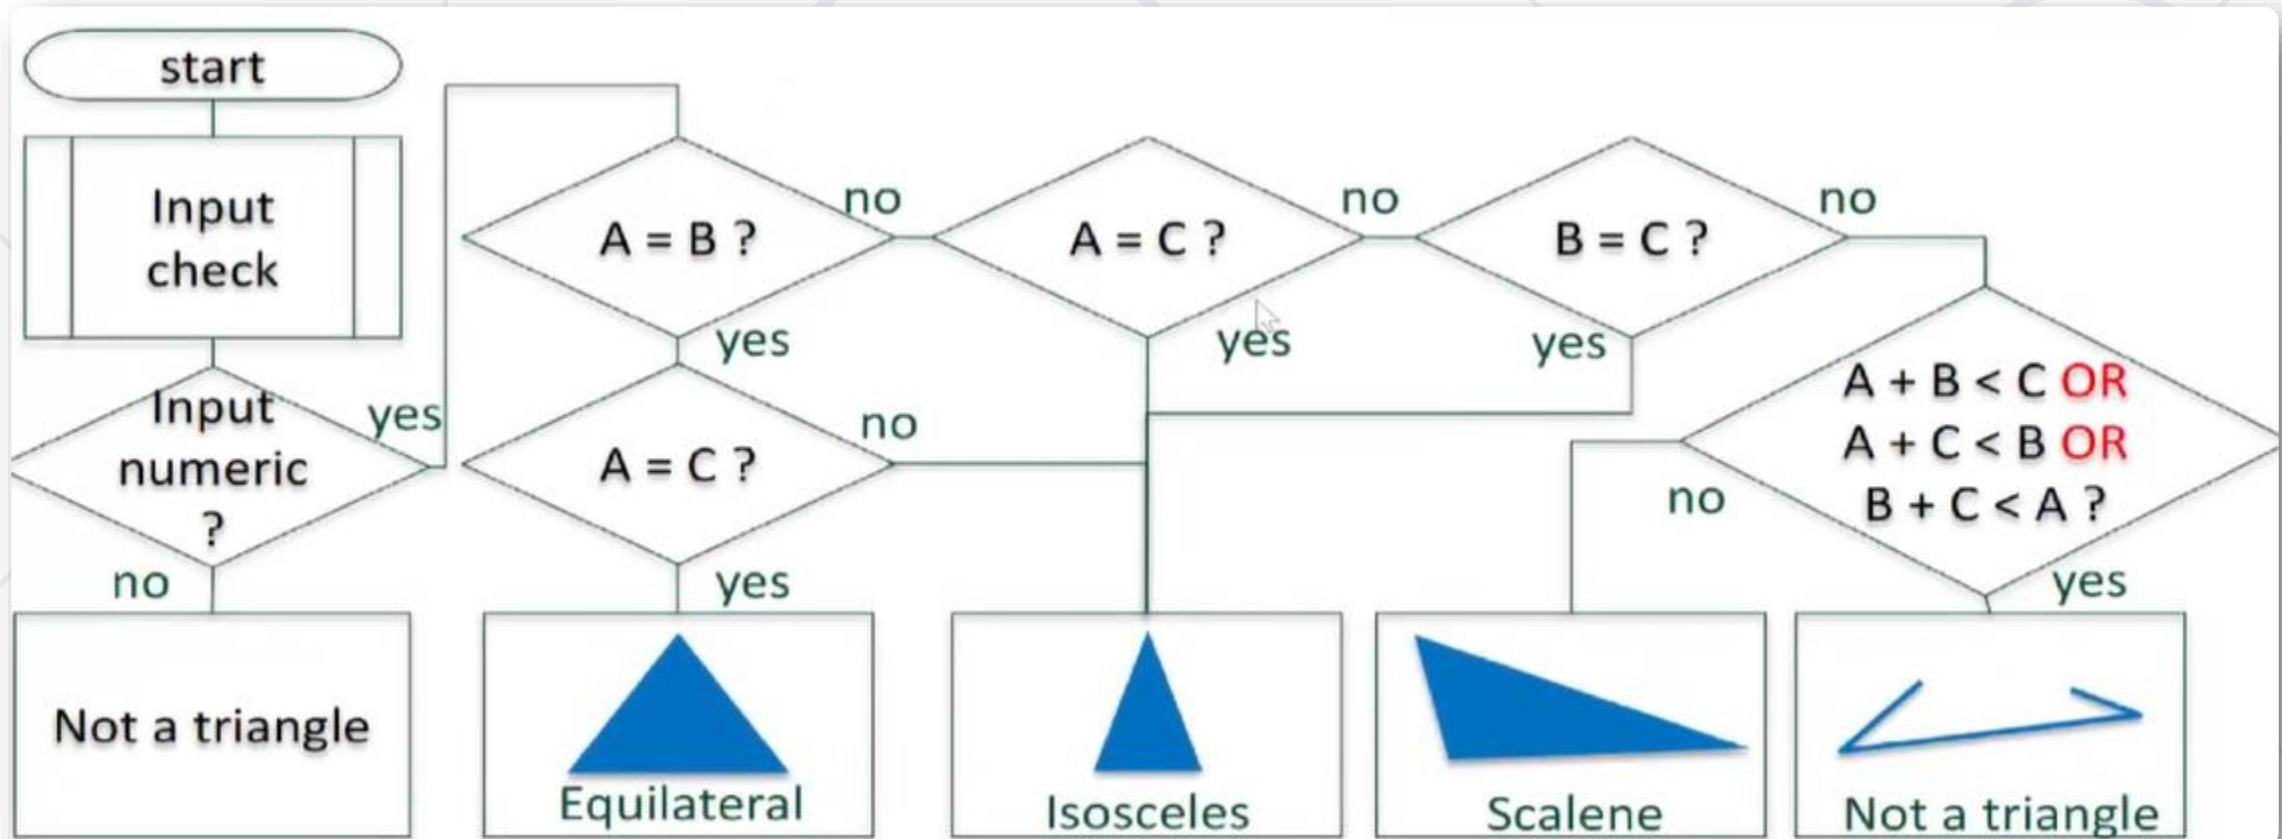 start
Input
check
Input
numeric
?
yes
no
Not a triangle
A = B ?
no
yes
A = C ?
no
yes
Equilateral
A = C ?
no
yes
Isosceles
B = C ?
no
yes
A + B < C OR
A + C < B OR
B + C < A ?
no
yes
Scalene
Not a triangle